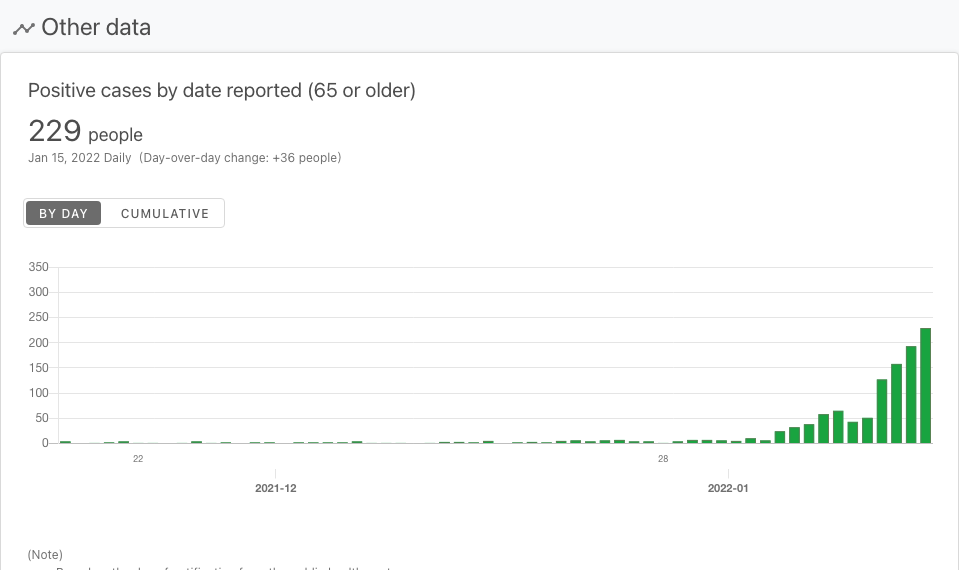 Other data
Positive cases by date reported (65 or older)
229 people
Jan 15, 2022 Daily (Day-over-day change: +36 people)
BY DAY CUMULATIVE
350
300
250
200
150
100
50
0
22 28
2021-12 2022-01
(Note)